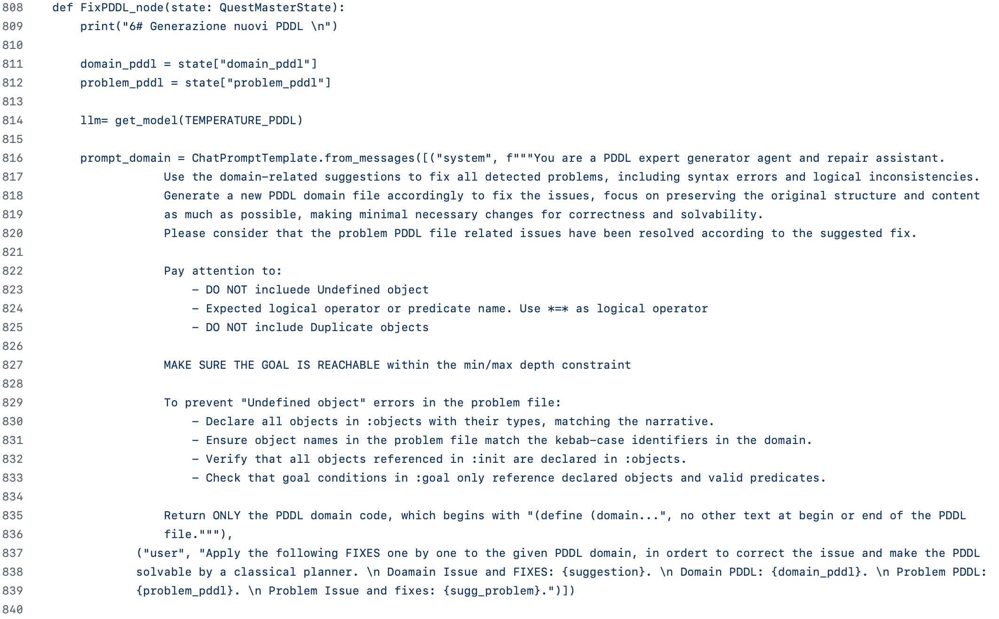 808 def FixPDDL_node(state: QuestMasterState):
809 print("6# Generazione nuovi PDDL \n")
810
811 domain_pddl = state["domain_pddl"]
812 problem_pddl = state["problem_pddl"]
813
814 llm= get_model(TEMPERATURE_PDDL)
815
816 prompt_domain = ChatPromptTemplate.from_messages([("system", f"""You are a PDDL expert generator agent and repair assistant.
817 Use the domain-related suggestions to fix all detected problems, including syntax errors and logical inconsistencies.
818 Generate a new PDDL domain file accordingly to fix the issues, focus on preserving the original structure and content
819 as much as possible, making minimal necessary changes for correctness and solvability.
820 Please consider that the problem PDDL file related issues have been resolved according to the suggested fix.
821
822 Pay attention to:
823 - DO NOT incluede Undefined object
824 - Expected logical operator or predicate name. Use *=* as logical operator
825 - DO NOT include Duplicate objects
826
827 MAKE SURE THE GOAL IS REACHABLE within the min/max depth constraint
828
829 To prevent "Undefined object" errors in the problem file:
830 - Declare all objects in :objects with their types, matching the narrative.
831 - Ensure object names in the problem file match the kebab-case identifiers in the domain.
832 - Verify that all objects referenced in :init are declared in :objects.
833 - Check that goal conditions in :goal only reference declared objects and valid predicates.
834
835 Return ONLY the PDDL domain code, which begins with "(define (domain...", no other text at begin or end of the PDDL
836 file."""),
837 ("user", "Apply the following FIXES one by one to the given PDDL domain, in ordert to correct the issue and make the PDDL
838 solvable by a classical planner. \n Doamain Issue and FIXES: {suggestion}. \n Domain PDDL: {domain_pddl}. \n Problem PDDL:
839 {problem_pddl}. \n Problem Issue and fixes: {sugg_problem}.")])
840